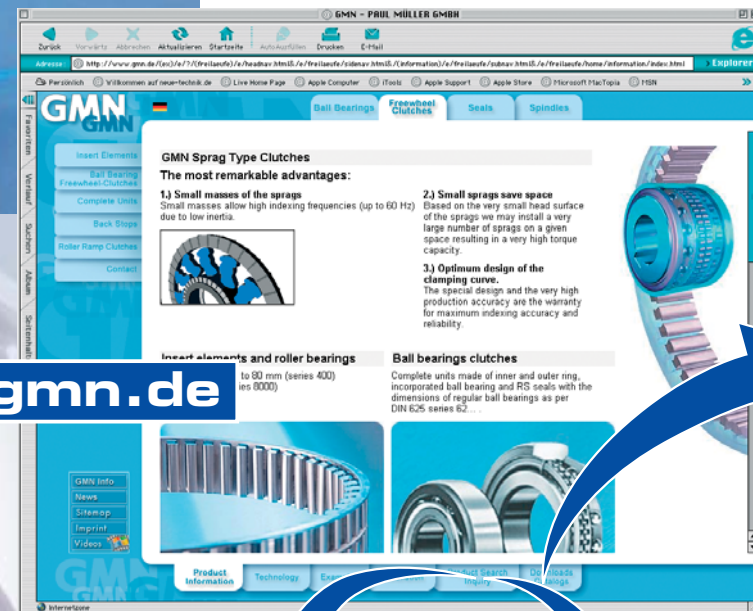 GMN – PAUL MÜLLER GMBH
Zurück Vorwärts Abbrechen Aktualisieren Startseite AutoAusfüllen Drucken E-Mail
Adresse:
Explorer
Persönlich Willkommen auf neue-technik.de Live Home Page Apple Computer iTools Apple Support Apple Store Microsoft MacTopia MSN
Favoriten
Verlauf
Suchen
Album
GMN
GMN
Ball Bearings Freewheel Clutches Seals Spindles
Insert Elements
Ball Bearing
Freewheel-Clutches
Complete Units
Back Stops
Roller Ramp Clutches
Contact
GMN Sprag Type Clutches
The most remarkable advantages:
1.) Small masses of the sprags
Small masses allow high indexing frequencies (up to 60 Hz)
due to low inertia.
2.) Small sprags save space
Based on the very small head surface
of the sprags we may install a very
large number of sprags on a given
space resulting in a very high torque
capacity.
3.) Optimum design of the
clamping curve.
The special design and the very high
production accuracy are the warranty
for maximum indexing accuracy and
reliability.
Insert elements and roller bearings
to 80 mm (series 400)
ies 8000)
Ball bearings clutches
Complete units made of inner and outer ring,
incorporated ball bearing and RS seals with the
dimensions of regular ball bearings as per
DIN 625 series 62... .
gmn.de
GMN Info
News
Sitemap
Imprint
Videos
GMN
Product
Information
Technology
Search
Inquiry
Catalogs
Internetzone